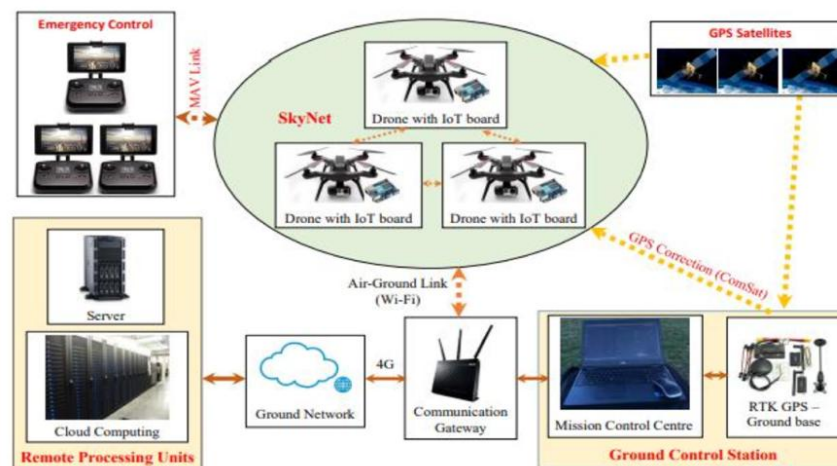 Emergency Control
MAV Link
SkyNet
Drone with IoT board
Drone with IoT board
Drone with IoT board
GPS Satellites
GPS Correction (ComSat)
Air-Ground Link
(Wi-Fi)
Server
Cloud Computing
Remote Processing Units
Ground Network
4G
Communication
Gateway
Mission Control Centre
RTK GPS –
Ground base
Ground Control Station